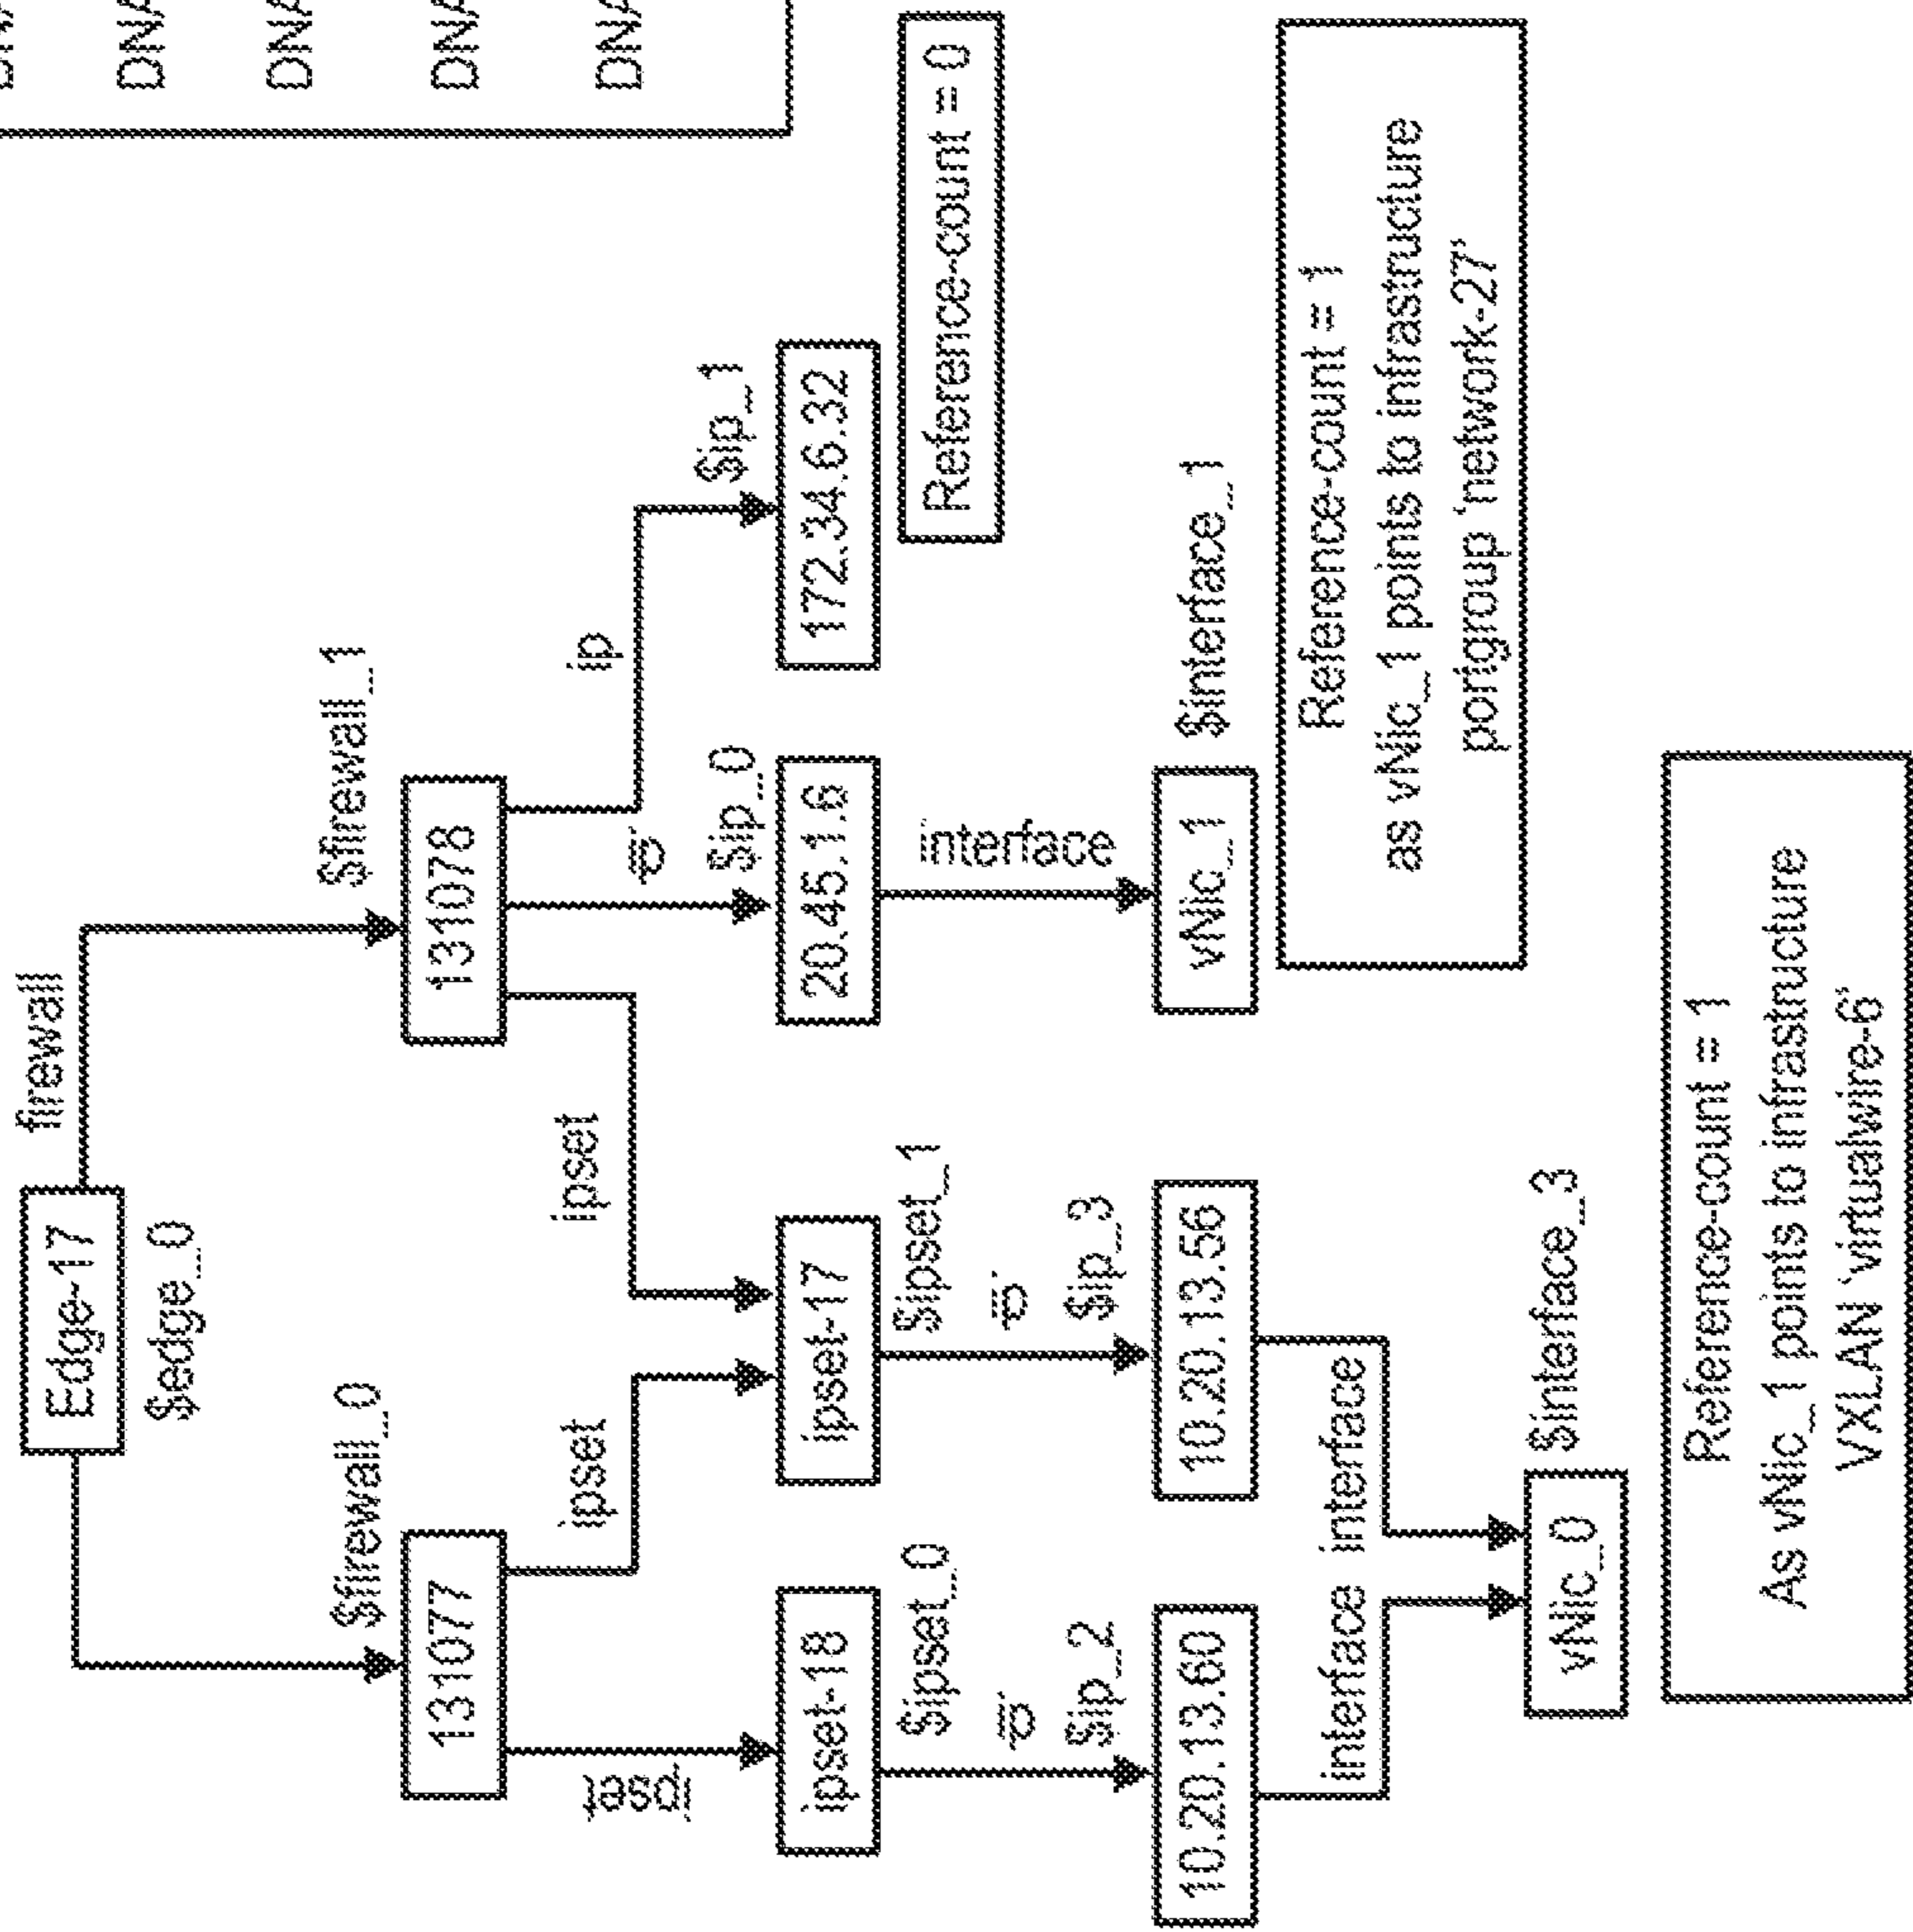 firewall
Edge-17
$edge_0
$firewall_0
131077
$firewall_1
131078
ipset
ipset
ipset
ip
ip
$ip_0
$ip_1
ipset-18
ipset-17
20.45.1.6
172.34.6.32
$ipset_0
$ipset_1
ip
ip
interface
Reference-count = 0
$ip_2
$ip_3
10.20.13.60
10.20.13.56
vNic_1
$interface_1
interface
interface
Reference-count = 1
as vNic_1 points to infrastructure
portgroup 'network-27'
vNic_0
$interface_3
Reference-count = 1
As vNic_1 points to infrastructure
VXLAN 'virtualwire-6'
DNA
DNA
DNA
DNA